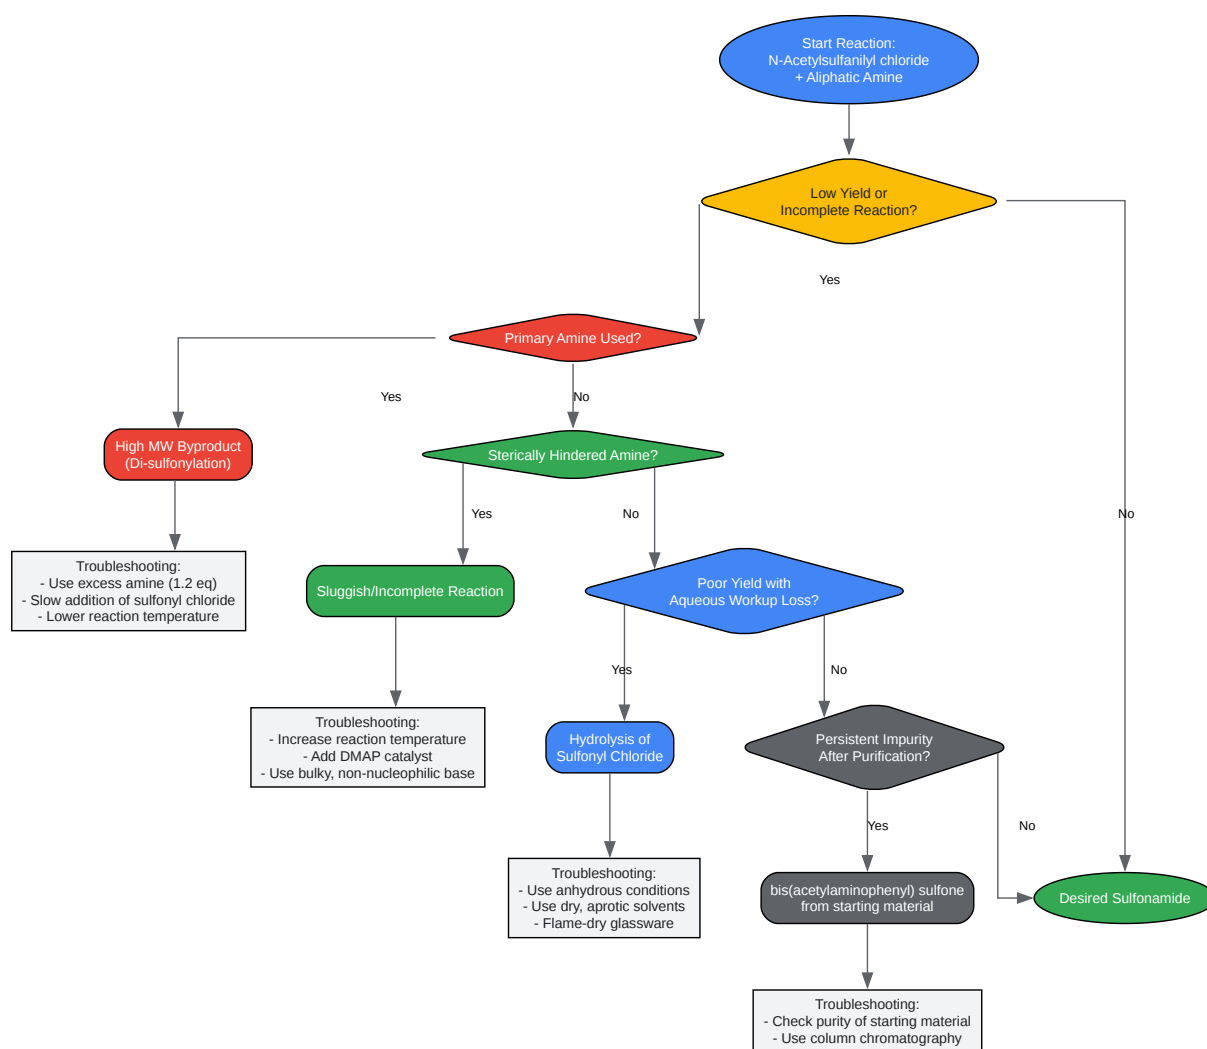 Start Reaction:
N-Acetylsulfanilyl chloride
+ Aliphatic Amine
Low Yield or
Incomplete Reaction?
Yes
Primary Amine Used?
Yes
No
High MW Byproduct
(Di-sulfonylation)
Sterically Hindered Amine?
Yes
No
No
Troubleshooting:
- Use excess amine (1.2 eq)
- Slow addition of sulfonyl chloride
- Lower reaction temperature
Sluggish/Incomplete Reaction
Poor Yield with
Aqueous Workup Loss?
Yes
No
Troubleshooting:
- Increase reaction temperature
- Add DMAP catalyst
- Use bulky, non-nucleophilic base
Hydrolysis of
Sulfonyl Chloride
Persistent Impurity
After Purification?
Yes
No
Troubleshooting:
- Use anhydrous conditions
- Use dry, aprotic solvents
- Flame-dry glassware
bis(acetylaminophenyl) sulfone
from starting material
Desired Sulfonamide
Troubleshooting:
- Check purity of starting material
- Use column chromatography